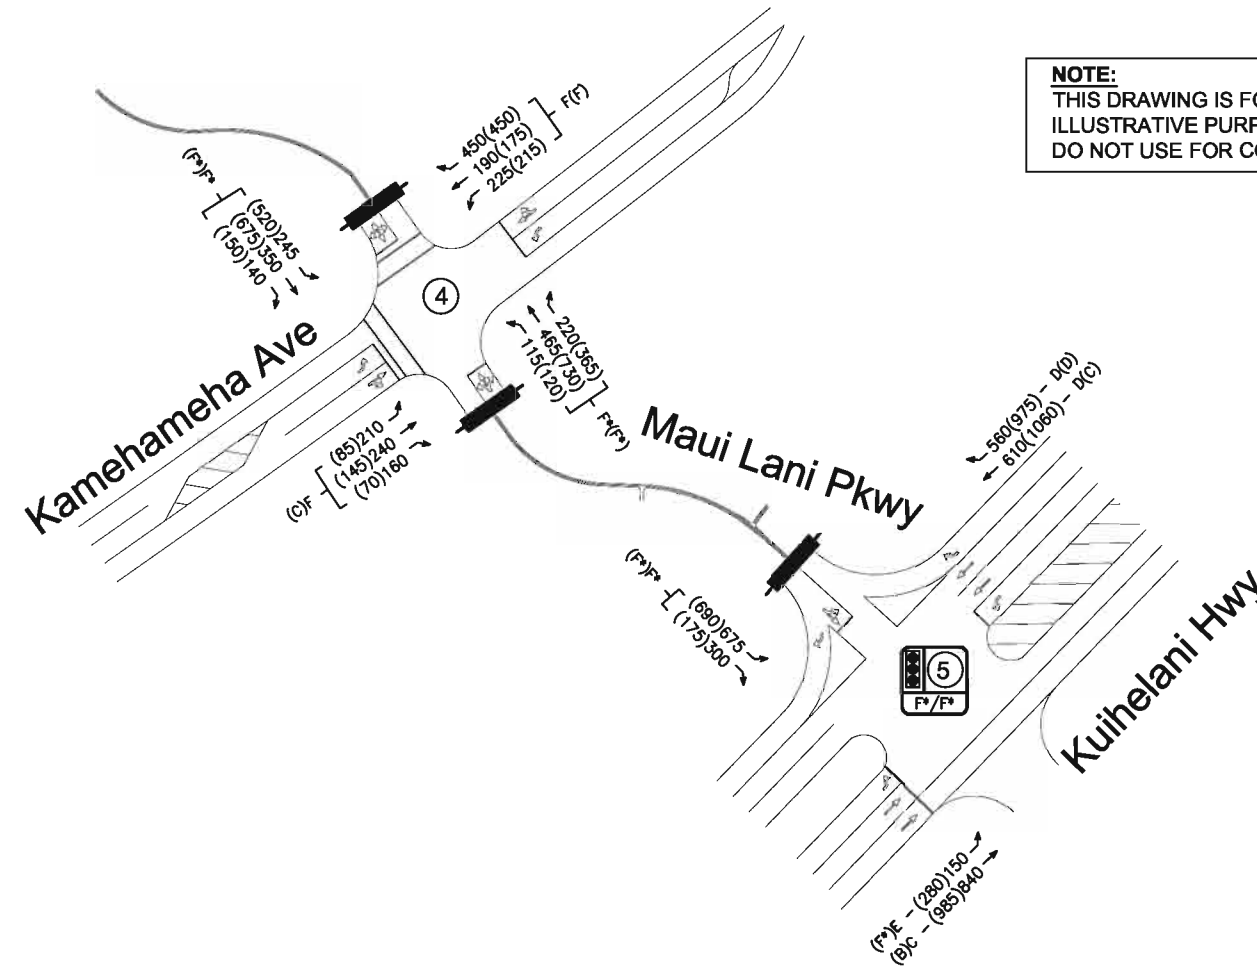 NOTE:
THIS DRAWING IS FO
ILLUSTRATIVE PURP
DO NOT USE FOR CO
450(450)
190(175)
225(215)
F(F)
(F*)F*
(520)245
(675)350
(150)140
4
220(365)
465(730)
115(120)
F*(F*)
Kamehameha Ave
(C)F
(85)210
(145)240
(70)160
Maui Lani Pkwy
560(975) - D(D)
610(1060) - D(C)
(F*)F*
(690)675
(175)300
5
F*/F*
Kuihelani Hwy
(F*)E - (280)150
(B)C - (985)840